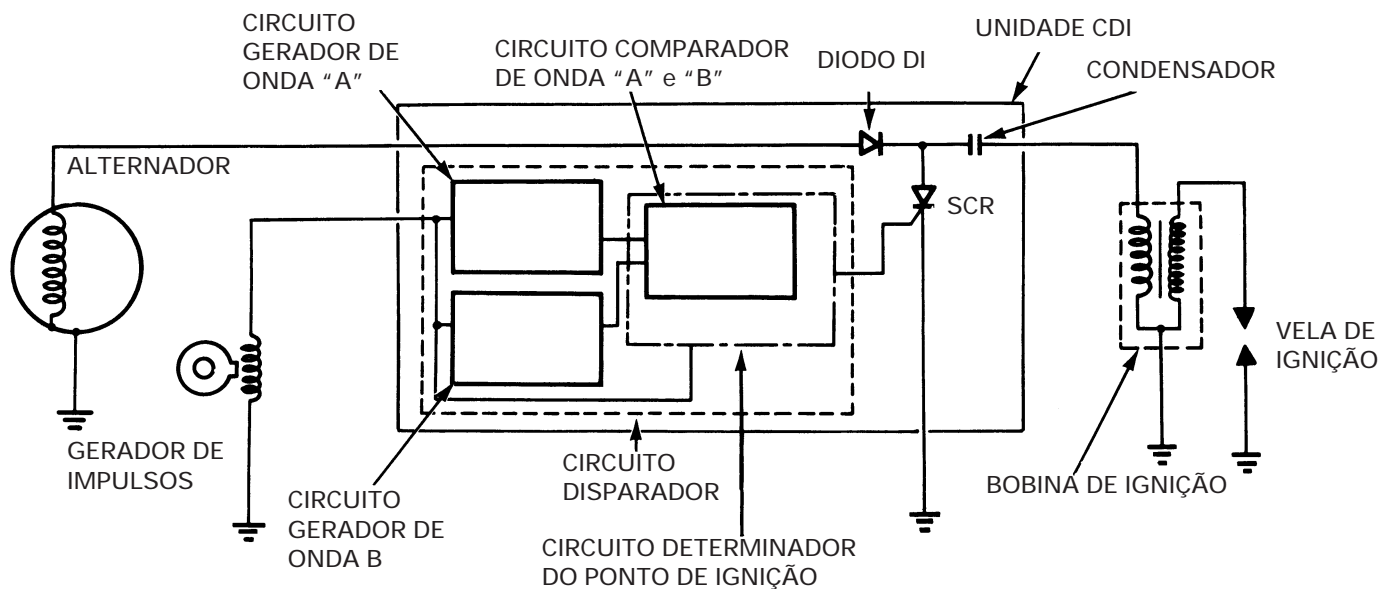 CIRCUITO
GERADOR DE
ONDA “A”
CIRCUITO COMPARADOR
DE ONDA “A” e “B”
DIODO DI
UNIDADE CDI
CONDENSADOR
ALTERNADOR
SCR
VELA DE
IGNIÇÃO
GERADOR DE
IMPULSOS
CIRCUITO
GERADOR DE
ONDA B
CIRCUITO
DISPARADOR
BOBINA DE IGNIÇÃO
CIRCUITO DETERMINADOR
DO PONTO DE IGNIÇÃO